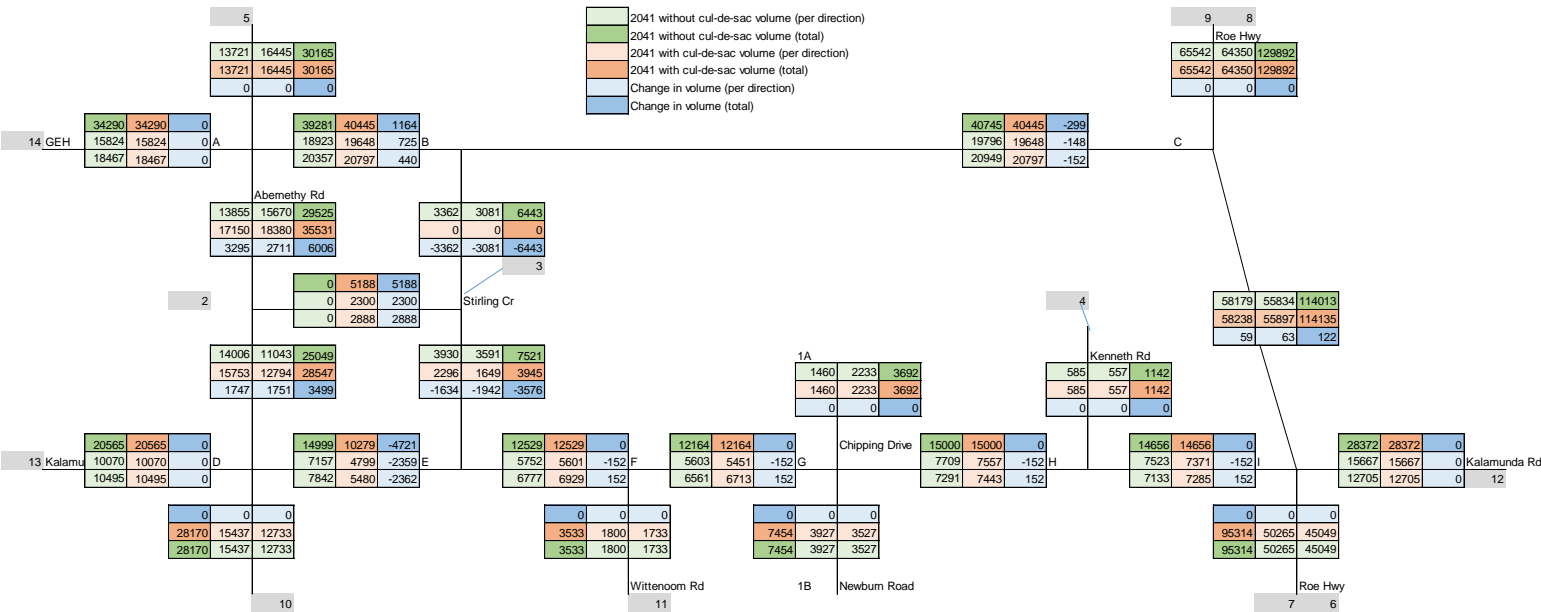 5
2041 without cul-de-sac volume (per direction)
9 8
2041 without cul-de-sac volume (total)
Roe Hwy
13721 16445 30165
2041 with cul-de-sac volume (per direction)
65542 64350 129892
13721 16445 30165
2041 with cul-de-sac volume (total)
65542 64350 129892
0 0 0
Change in volume (per direction)
0 0 0
Change in volume (total)
34290 34290 0
39281 40445 1164
40745 40445 -299
14 GEH 15824 15824 0 A
18923 19648 725 B
19796 19648 -148 C
18467 18467 0
20357 20797 440
20949 20797 -152
Abernethy Rd
13855 15670 29525
3362 3081 6443
17150 18380 35531
0 0 0
3295 2711 6006
-3362 -3081 -6443
3
0 5188 5188
2
0 2300 2300
Stirling Cr
4
0 2888 2888
58179 55834 114013
58238 55897 114135
59 63 122
14006 11043 25049
3930 3591 7521
1A
Kenneth Rd
15753 12794 28547
2296 1649 3945
1460 2233 3692
585 557 1142
1747 1751 3499
-1634 -1942 -3576
1460 2233 3692
585 557 1142
0 0 0
0 0 0
20565 20565 0
14999 10279 -4721
12529 12529 0
12164 12164 0
Chipping Drive
15000 15000 0
14656 14656 0
28372 28372 0
13 Kalamu 10070 10070 0 D
7157 4799 -2359 E
5752 5601 -152 F
5603 5451 -152 G
7709 7557 -152 H
7523 7371 -152 I
15667 15667 0 Kalamunda Rd
10495 10495 0
7842 5480 -2362
6777 6929 152
6561 6713 152
7291 7443 152
7133 7285 152
12705 12705 0
12
0 0 0
0 0 0
0 0 0
0 0 0
28170 15437 12733
3533 1800 1733
7454 3927 3527
95314 50265 45049
28170 15437 12733
3533 1800 1733
7454 3927 3527
95314 50265 45049
Wittenoom Rd
1B Newburn Road
Roe Hwy
10
11
7 6